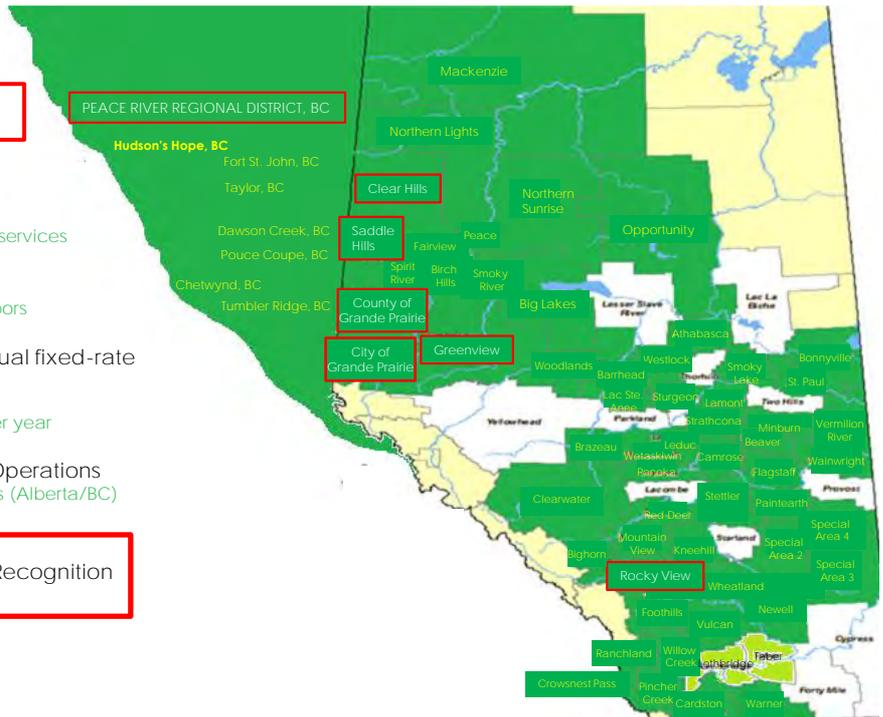 PEACE RIVER REGIONAL DISTRICT, BC
Hudson's Hope, BC
Fort St. John, BC
Taylor, BC
services
Dawson Creek, BC
Pouce Coupe, BC
Chetwynd, BC
Tumbler Ridge, BC
ual fixed-rate
r year
Operations
s (Alberta/BC)
Recognition
Mackenzie
Northern Lights
Clear Hills
Northern
Sunrise
Saddle
Hills
Fairview
Peace
Opportunity
Spirit
River
Birch
Hills
Smoky
River
County of
Grande Prairie
Big Lakes
Lesser Slave
River
Lac La
Biche
City of
Grande Prairie
Greenview
Athabasca
Woodlands
Barrhead
Westlock
Smoky
Lake
Bonnyville
St. Paul
Lac Ste.
Anne
Sturgeon
Lamont
Two Hills
Yellowhead
Parkland
Strathcona
Minburn
Vermilion
River
Brazeau
Leduc
Beaver
Wetaskiwin
Camrose
Wainwright
Ponoka
Flagstaff
Clearwater
Lacombe
Stettler
Paintearth
Provost
Red Deer
Mountain
View
Kneehill
Starland
Special
Area 2
Special
Area 4
Bighorn
Rocky View
Wheatland
Special
Area 3
Foothills
Vulcan
Newell
Cypress
Ranchland
Willow
Creek
Taber
Crowsnest Pass
Pincher
Creek
Cardston
Warner
Forty Mile